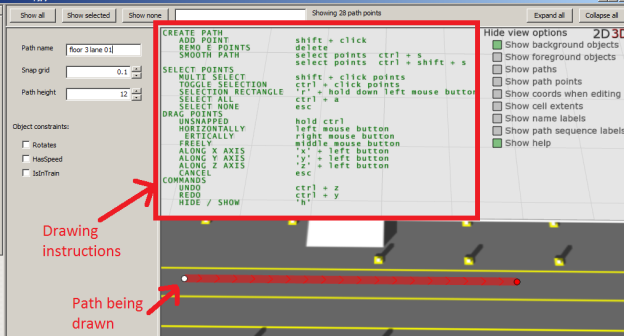 Show all Show selected Show none Showing 28 path points Expand all Collapse all
Path name floor 3 lane 01
Snap grid 0.1
Path height 12
Object constraints:
Rotates
HasSpeed
IsInTrain
CREATE PATH
ADD POINT shift + click
REMO E POINTS delete
SMOOTH PATH select points ctrl + s
select points ctrl + shift + s
SELECT POINTS
MULTI SELECT shift + click points
TOGGLE SELECTION ctrl + click points
SELECTION RECTANGLE 'r' + hold down left mouse button
SELECT ALL ctrl + a
SELECT NONE esc
DRAG POINTS
UNSNAPPED hold ctrl
HORIZONTALLY left mouse button
ERTICALLY right mouse button
FREELY middle mouse button
ALONG X AXIS 'x' + left button
ALONG Y AXIS 'y' + left button
ALONG Z AXIS 'z' + left button
CANCEL esc
COMMANDS
UNDO ctrl + z
REDO ctrl + y
HIDE / SHOW 'h'
Hide view options 2D3D
Show background objects
Show foreground objects
Show paths
Show path points
Show coords when editing
Show cell extents
Show name labels
Show path sequence labels
Show help
Drawing
instructions
Path being
drawn